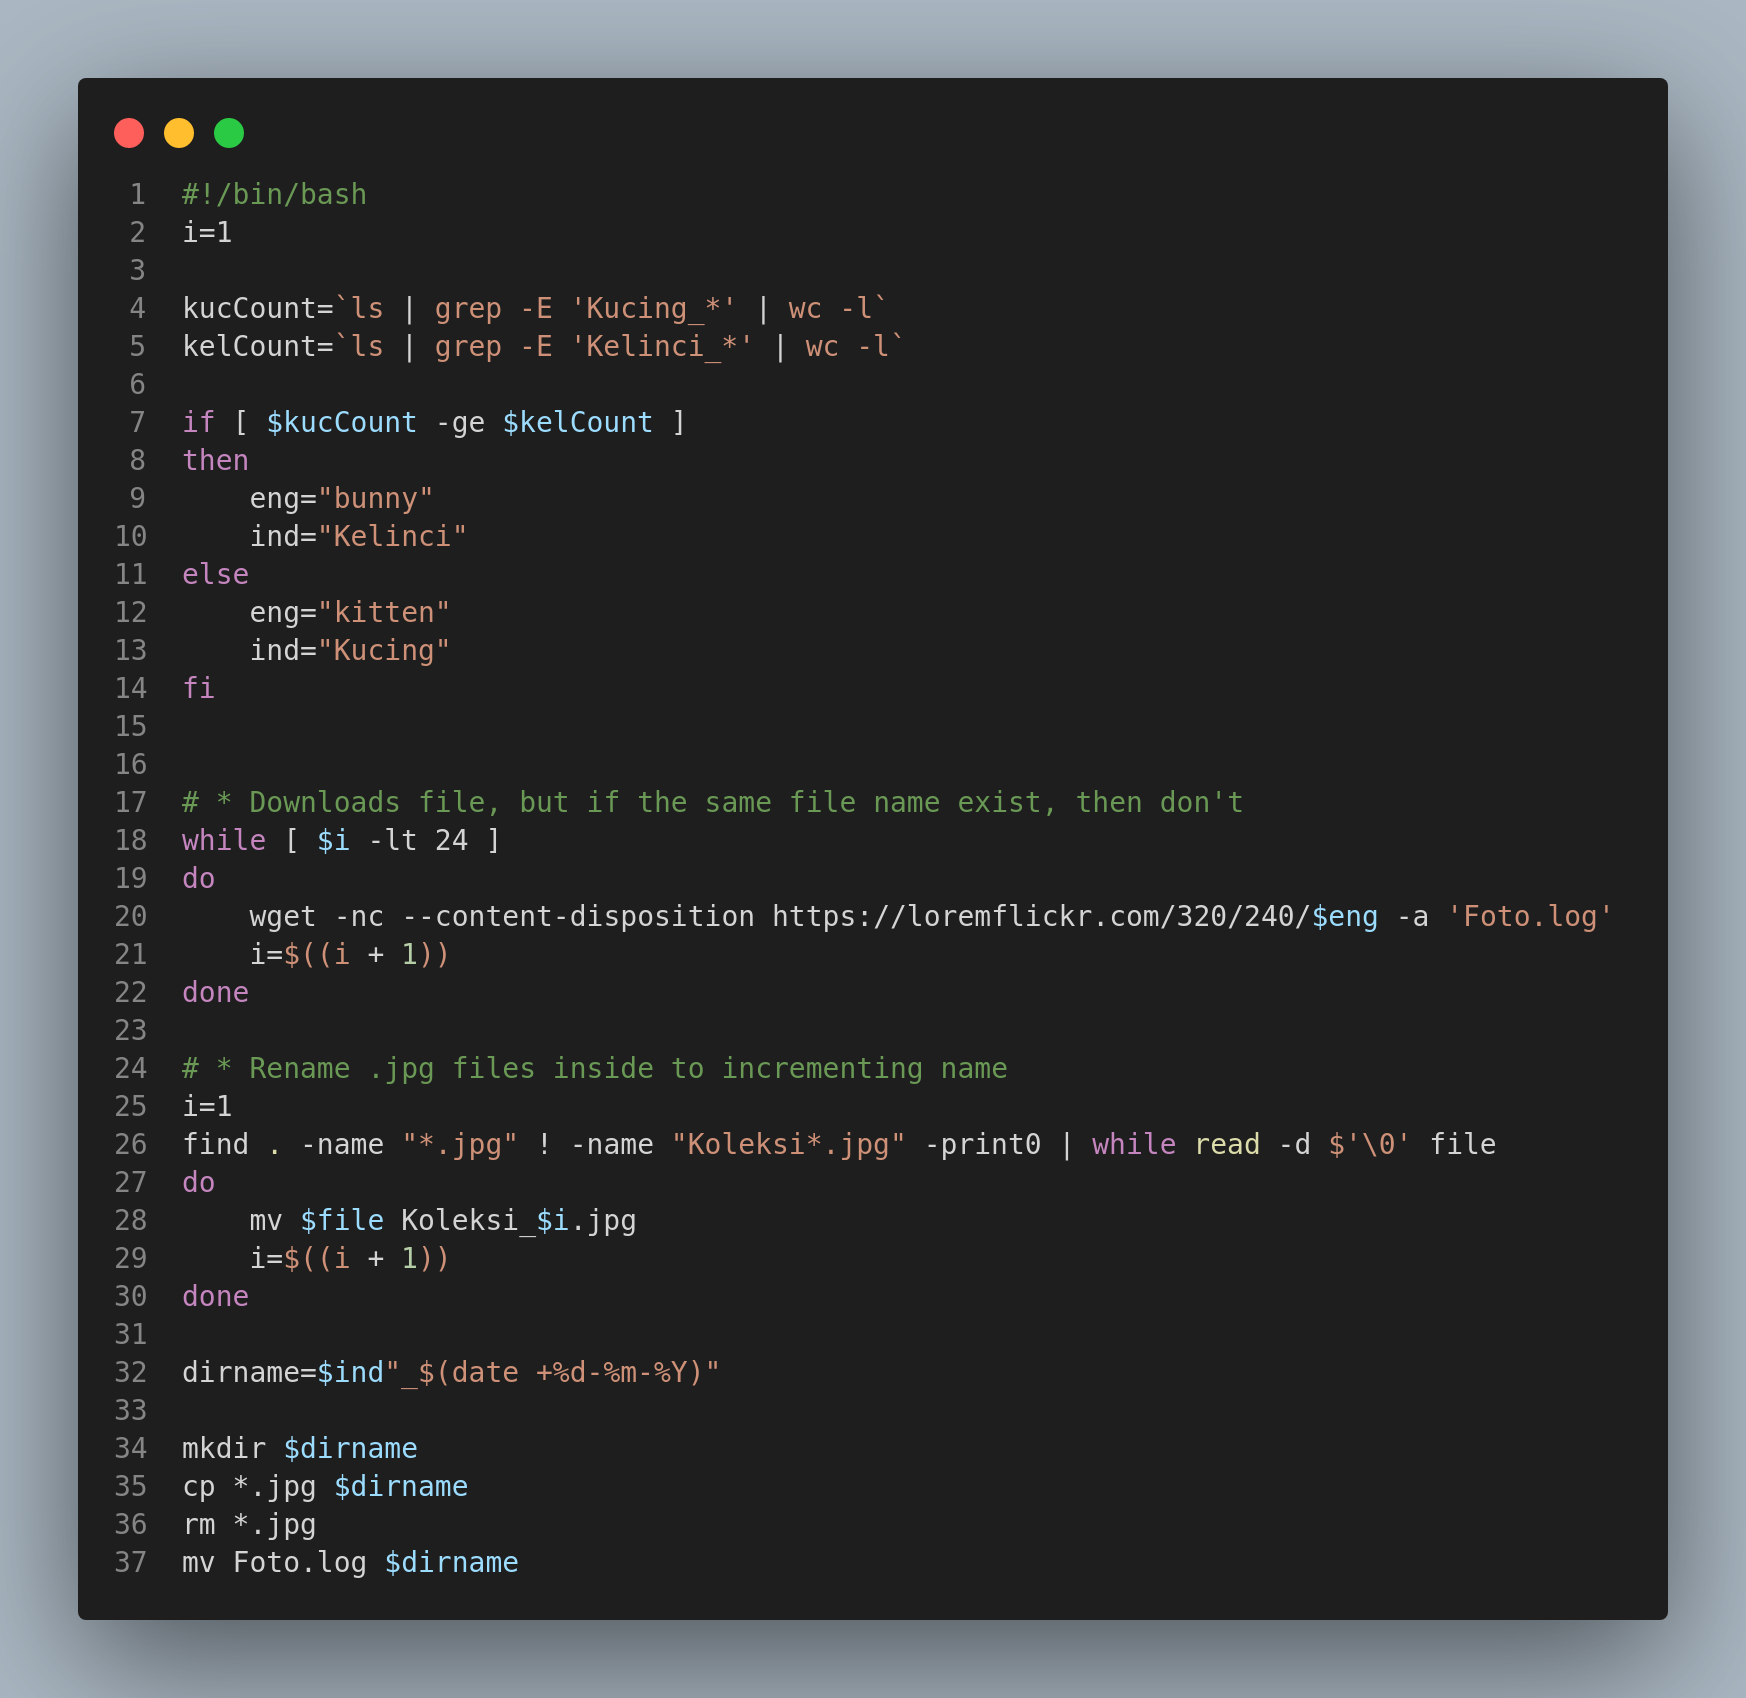 1 #!/bin/bash
2 i=1
3
4 kucCount=`ls | grep -E 'Kucing_*' | wc -l`
5 kelCount=`ls | grep -E 'Kelinci_*' | wc -l`
6
7 if [ $kucCount -ge $kelCount ]
8 then
9     eng="bunny"
10     ind="Kelinci"
11 else
12     eng="kitten"
13     ind="Kucing"
14 fi
15
16
17 # * Downloads file, but if the same file name exist, then don't
18 while [ $i -lt 24 ]
19 do
20     wget -nc --content-disposition https://loremflickr.com/320/240/$eng -a 'Foto.log'
21     i=$((i + 1))
22 done
23
24 # * Rename .jpg files inside to incrementing name
25 i=1
26 find . -name "*.jpg" ! -name "Koleksi*.jpg" -print0 | while read -d $'\0' file
27 do
28     mv $file Koleksi_$i.jpg
29     i=$((i + 1))
30 done
31
32 dirname=$ind"_$(date +%d-%m-%Y)"
33
34 mkdir $dirname
35 cp *.jpg $dirname
36 rm *.jpg
37 mv Foto.log $dirname